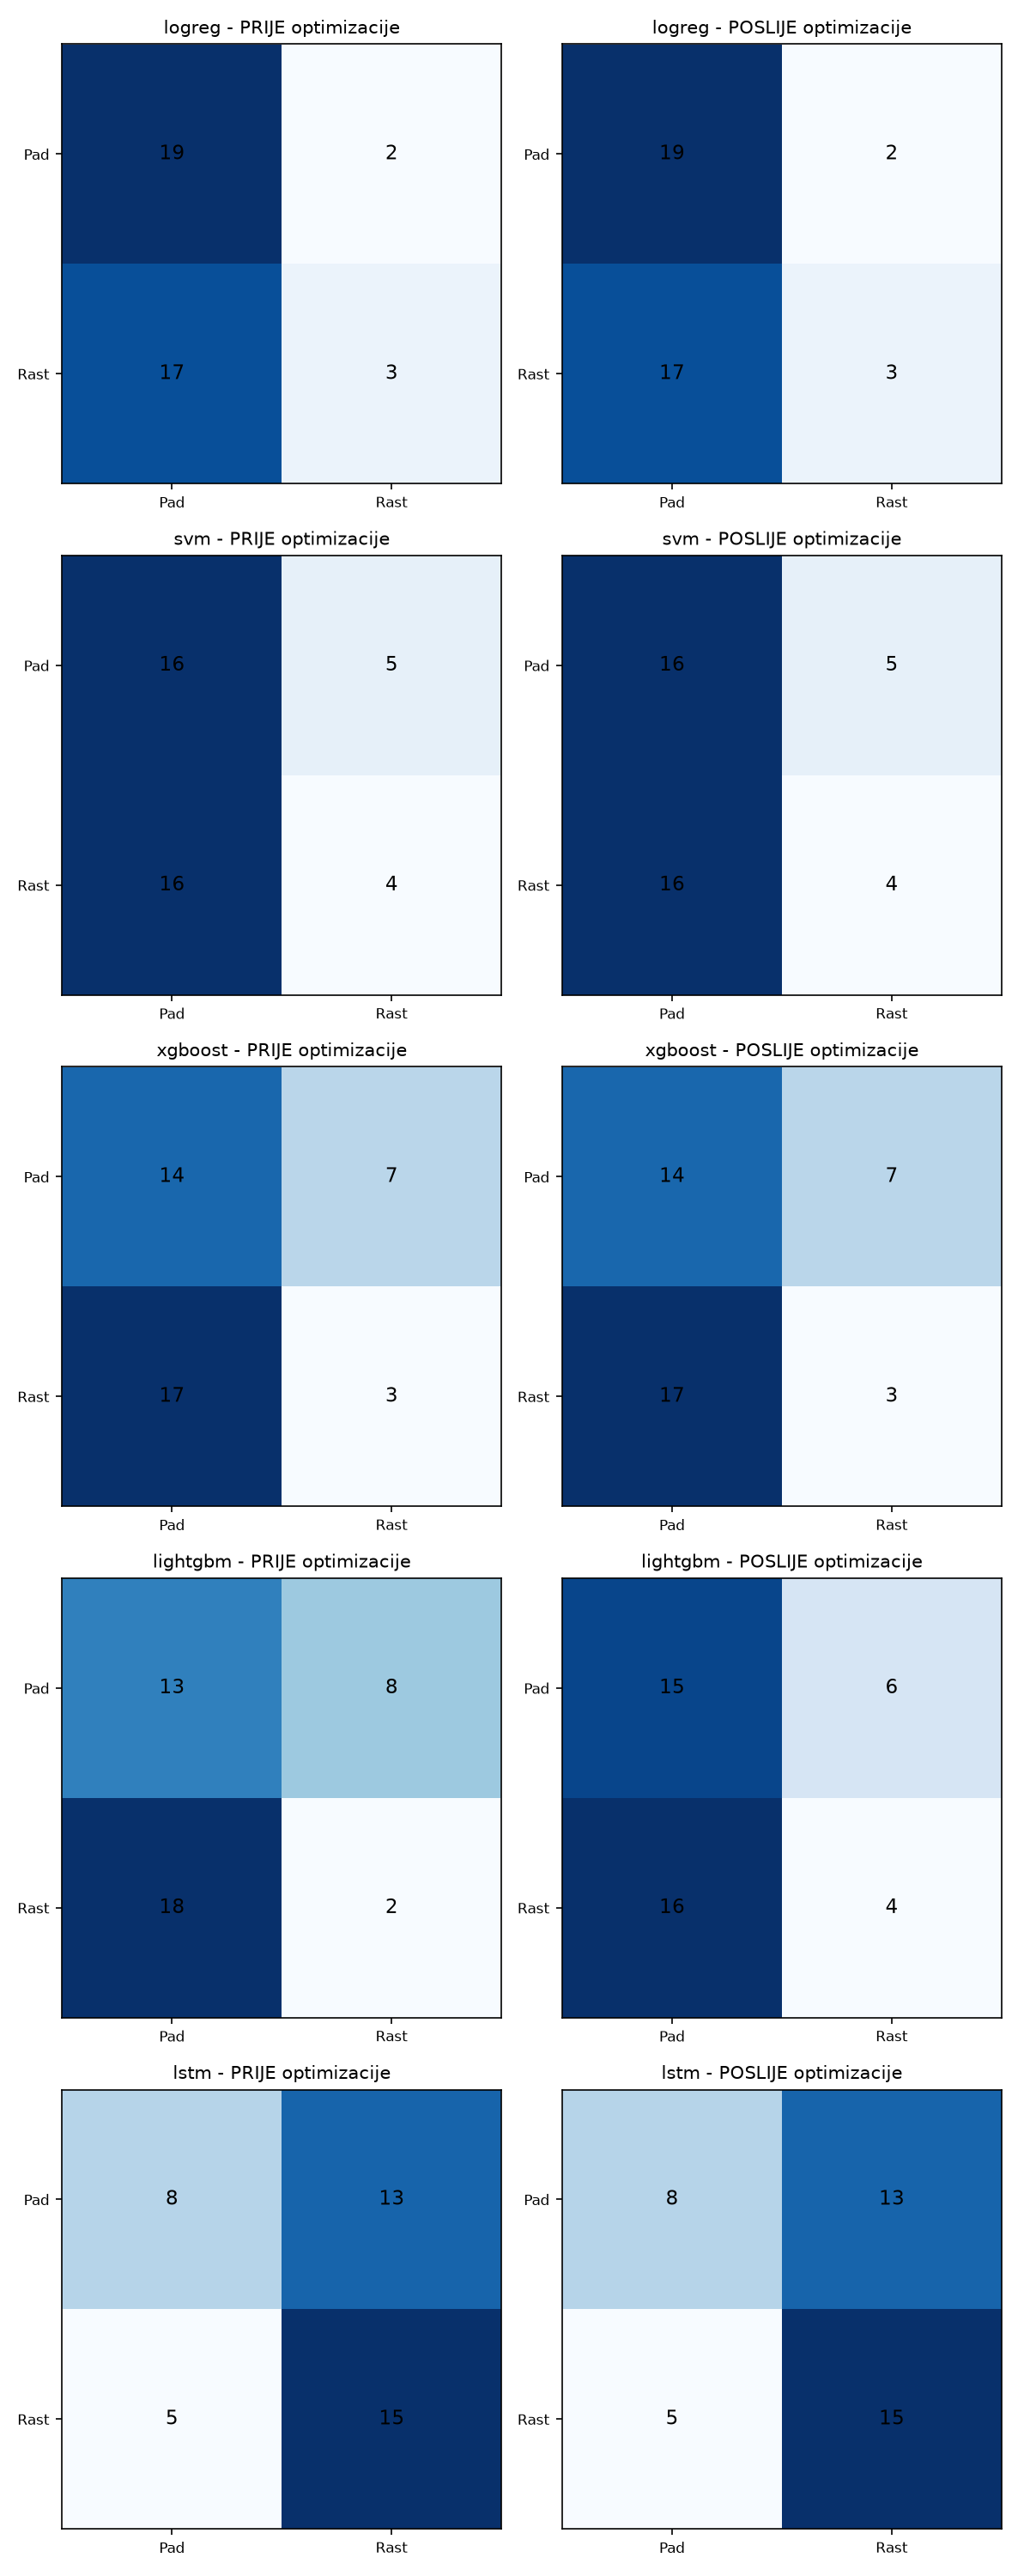 logreg - PRIJE optimizacije
logreg - POSLIJE optimizacije
Pad 19 2
Pad 19 2
Rast 17 3
Rast 17 3
Pad Rast
Pad Rast
svm - PRIJE optimizacije
svm - POSLIJE optimizacije
Pad 16 5
Pad 16 5
Rast 16 4
Rast 16 4
Pad Rast
Pad Rast
xgboost - PRIJE optimizacije
xgboost - POSLIJE optimizacije
Pad 14 7
Pad 14 7
Rast 17 3
Rast 17 3
Pad Rast
Pad Rast
lightgbm - PRIJE optimizacije
lightgbm - POSLIJE optimizacije
Pad 13 8
Pad 15 6
Rast 18 2
Rast 16 4
Pad Rast
Pad Rast
lstm - PRIJE optimizacije
lstm - POSLIJE optimizacije
Pad 8 13
Pad 8 13
Rast 5 15
Rast 5 15
Pad Rast
Pad Rast